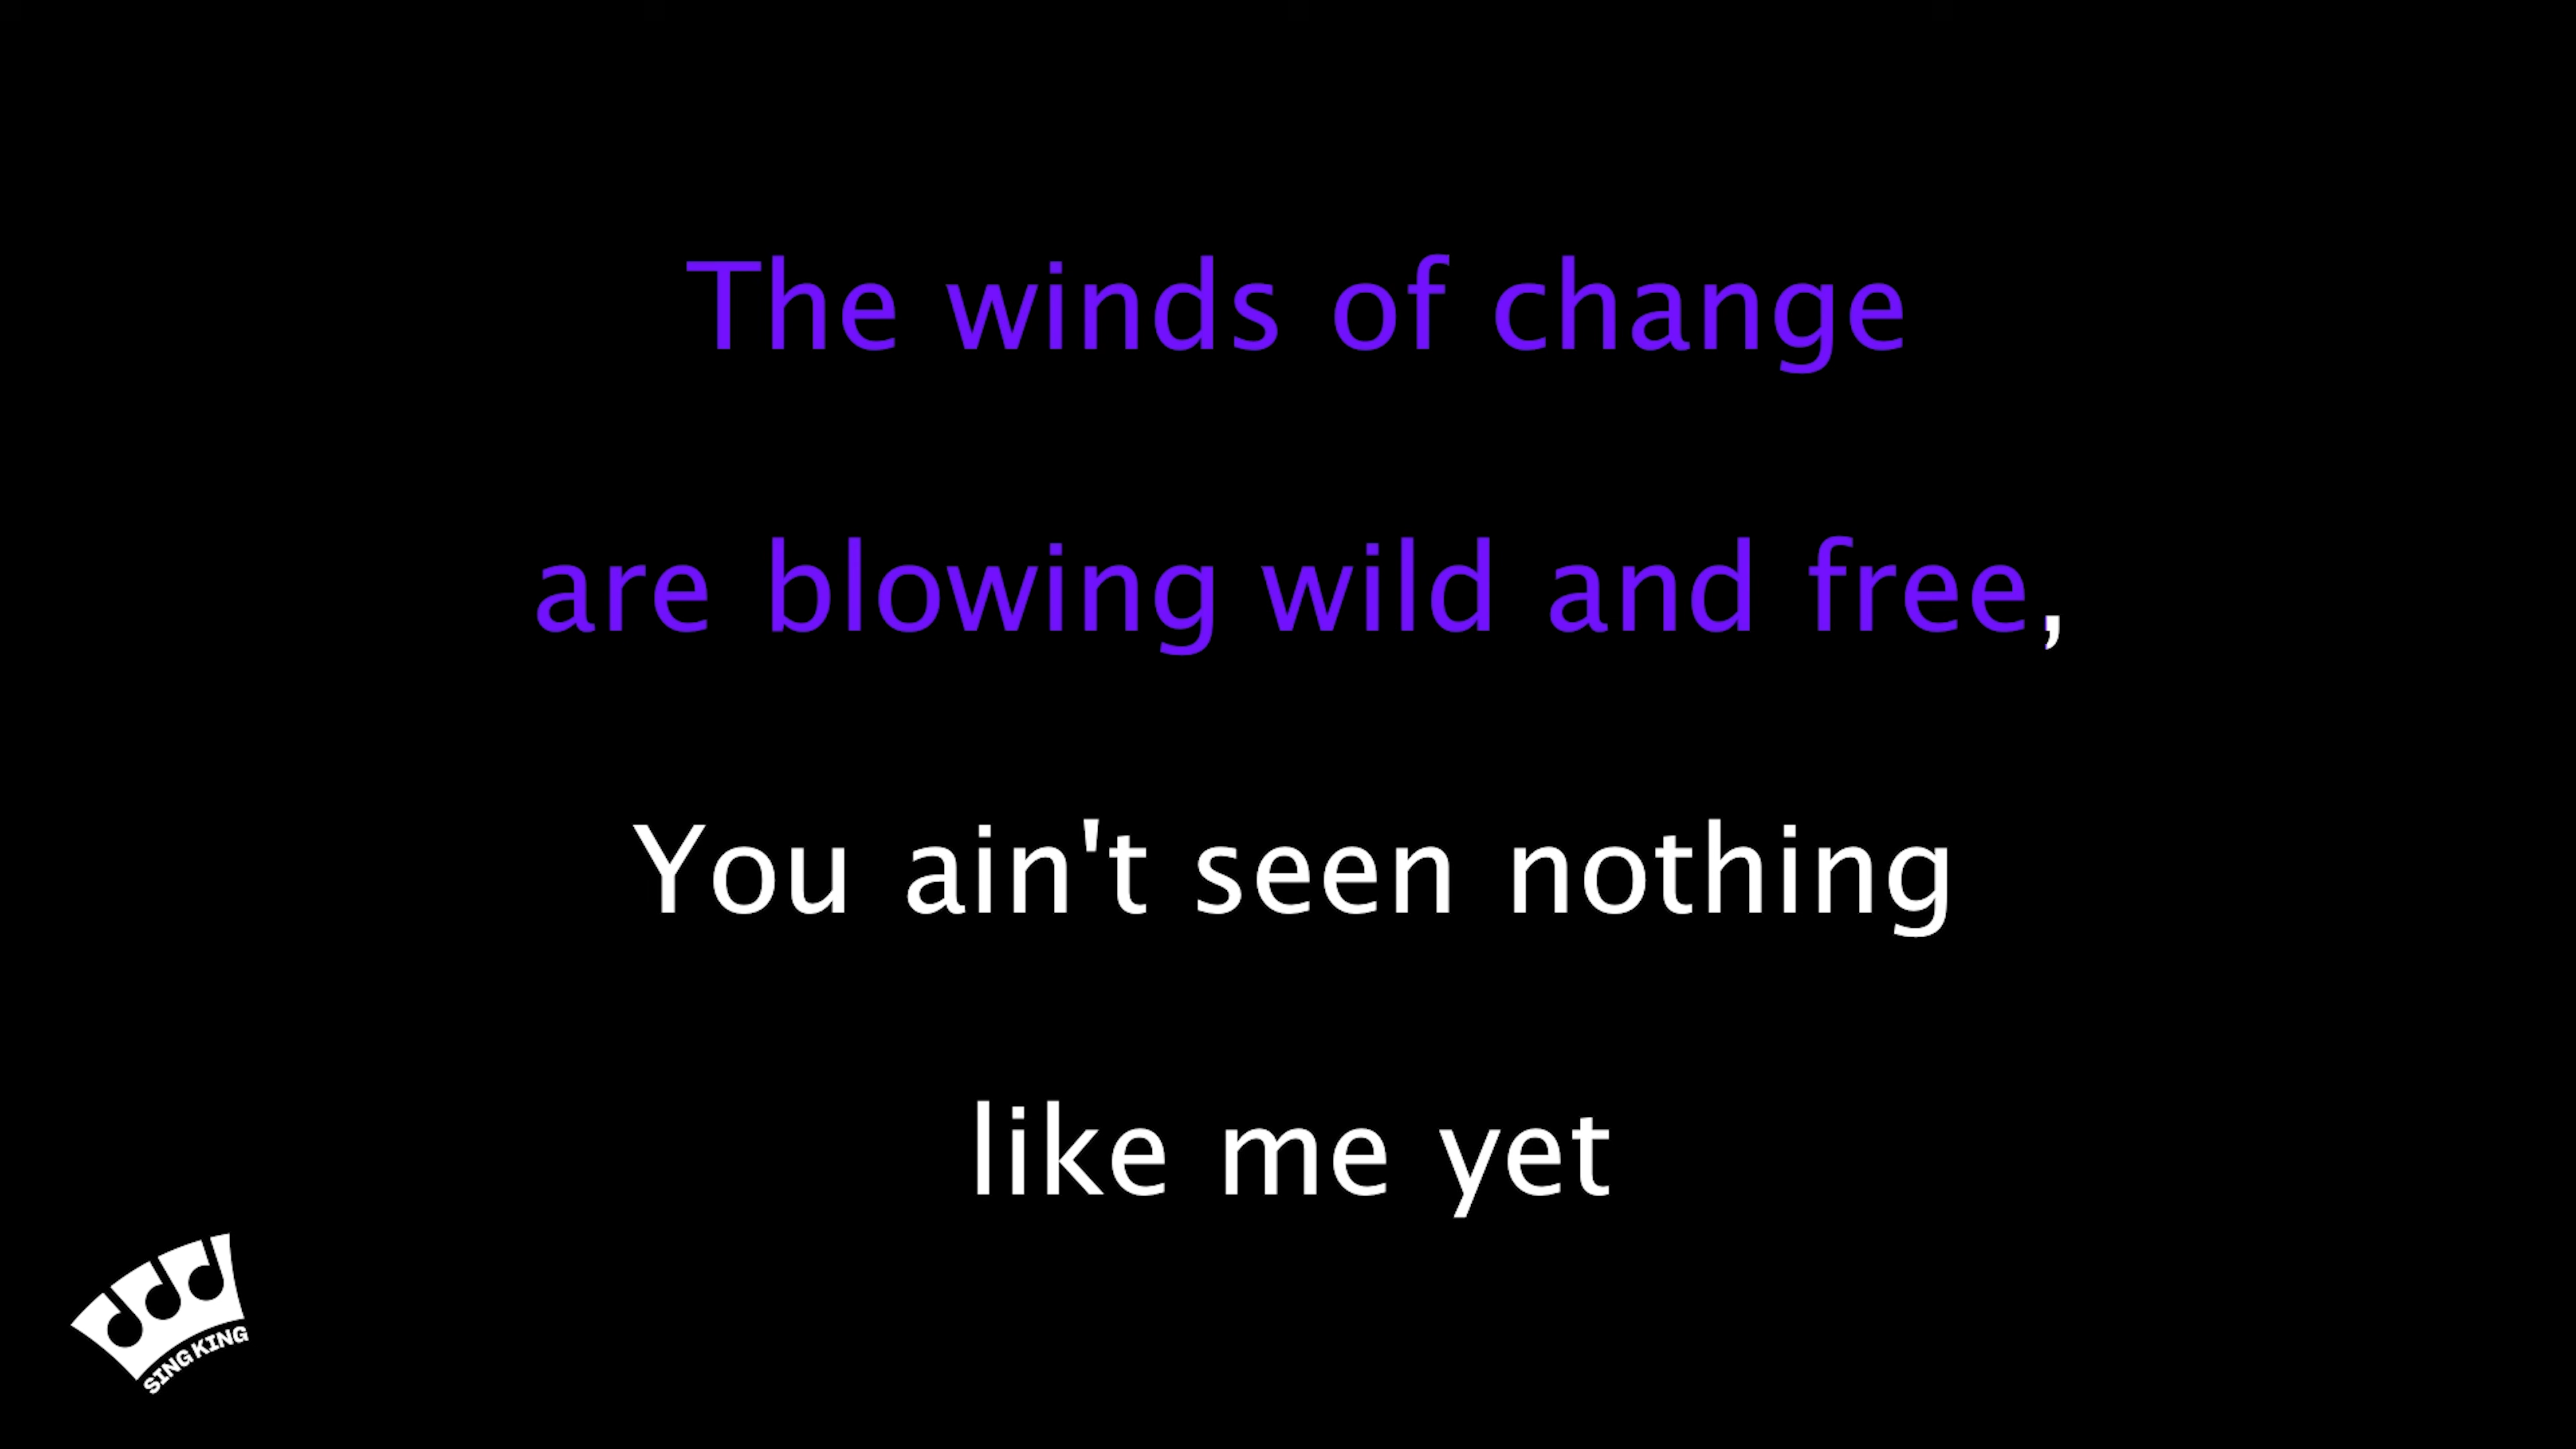 The winds of change
are blowing wild and free,
You ain't seen nothing
like me yet
SING KING